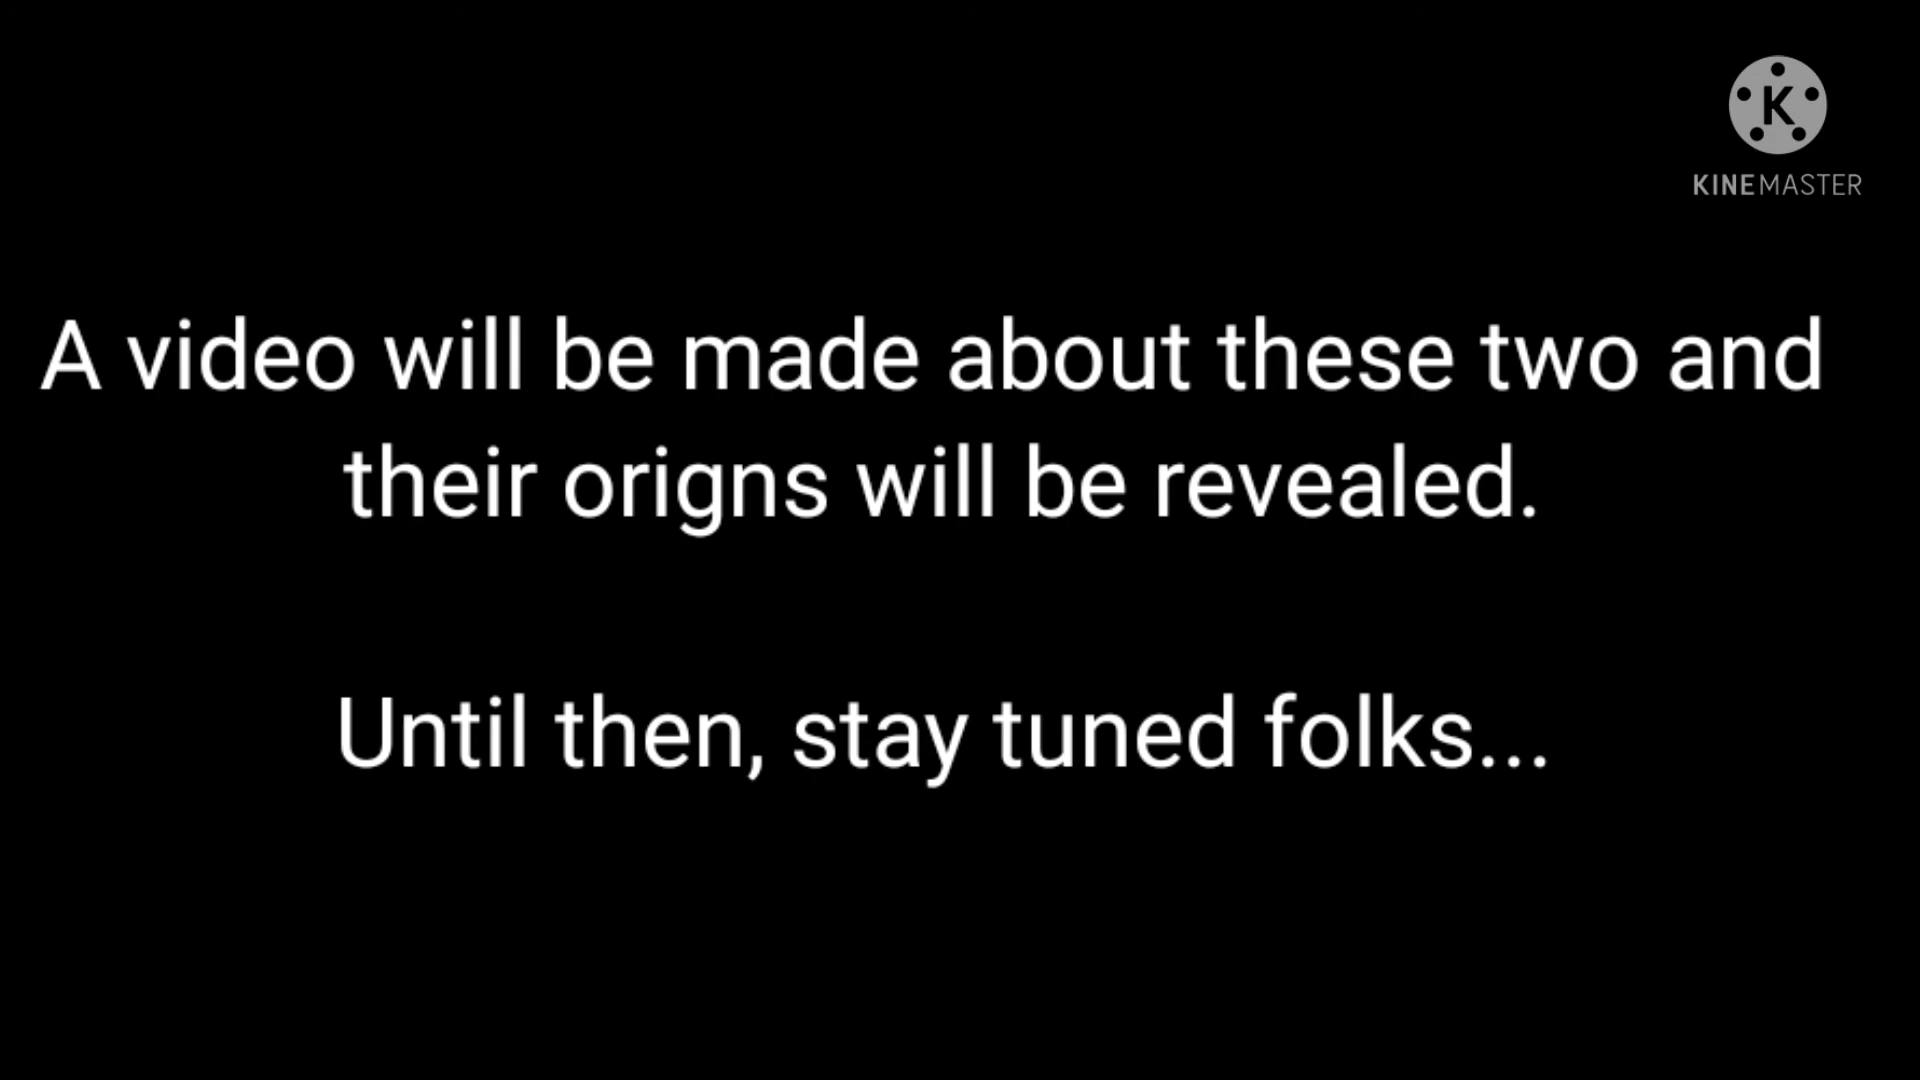 K
KINEMASTER
A video will be made about these two and
their origns will be revealed.
Until then, stay tuned folks...